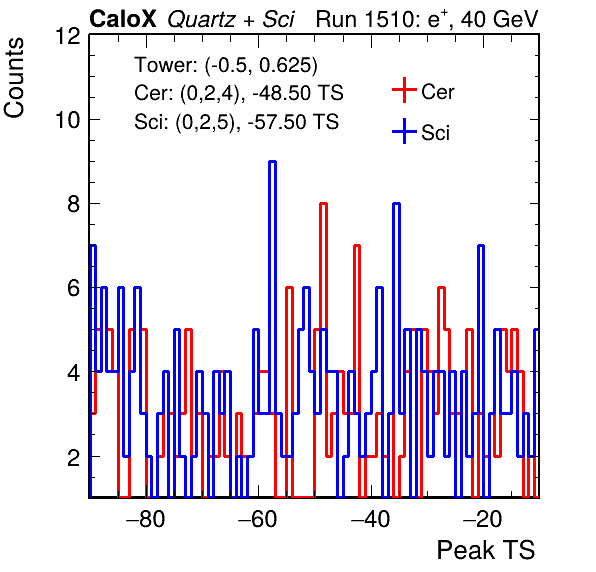 CaloX Quartz + Sci Run 1510: e⁺, 40 GeV
Counts
12
10
8
6
4
2
Tower: (-0.5, 0.625)
Cer: (0,2,4), -48.50 TS
Sci: (0,2,5), -57.50 TS
Cer
Sci
−80 −60 −40 −20
Peak TS